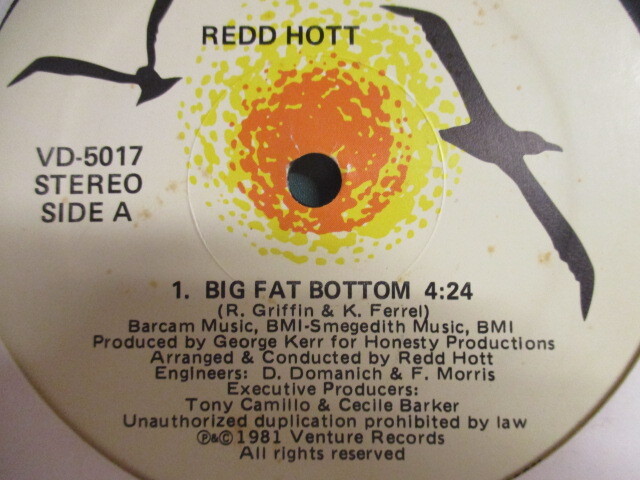 REDD HOTT
VD-5017
STEREO
SIDE A
1. BIG FAT BOTTOM 4:24
(R. Griffin & K. Ferrel)
Barcam Music, BMI-Smegedith Music, BMI
Produced by George Kerr for Honesty Productions
Arranged & Conducted by Redd Hott
Engineers: D. Domanich & F. Morris
Executive Producers:
Tony Camillo & Cecile Barker
Unauthorized duplication prohibited by law
℗&© 1981 Venture Records
All rights reserved